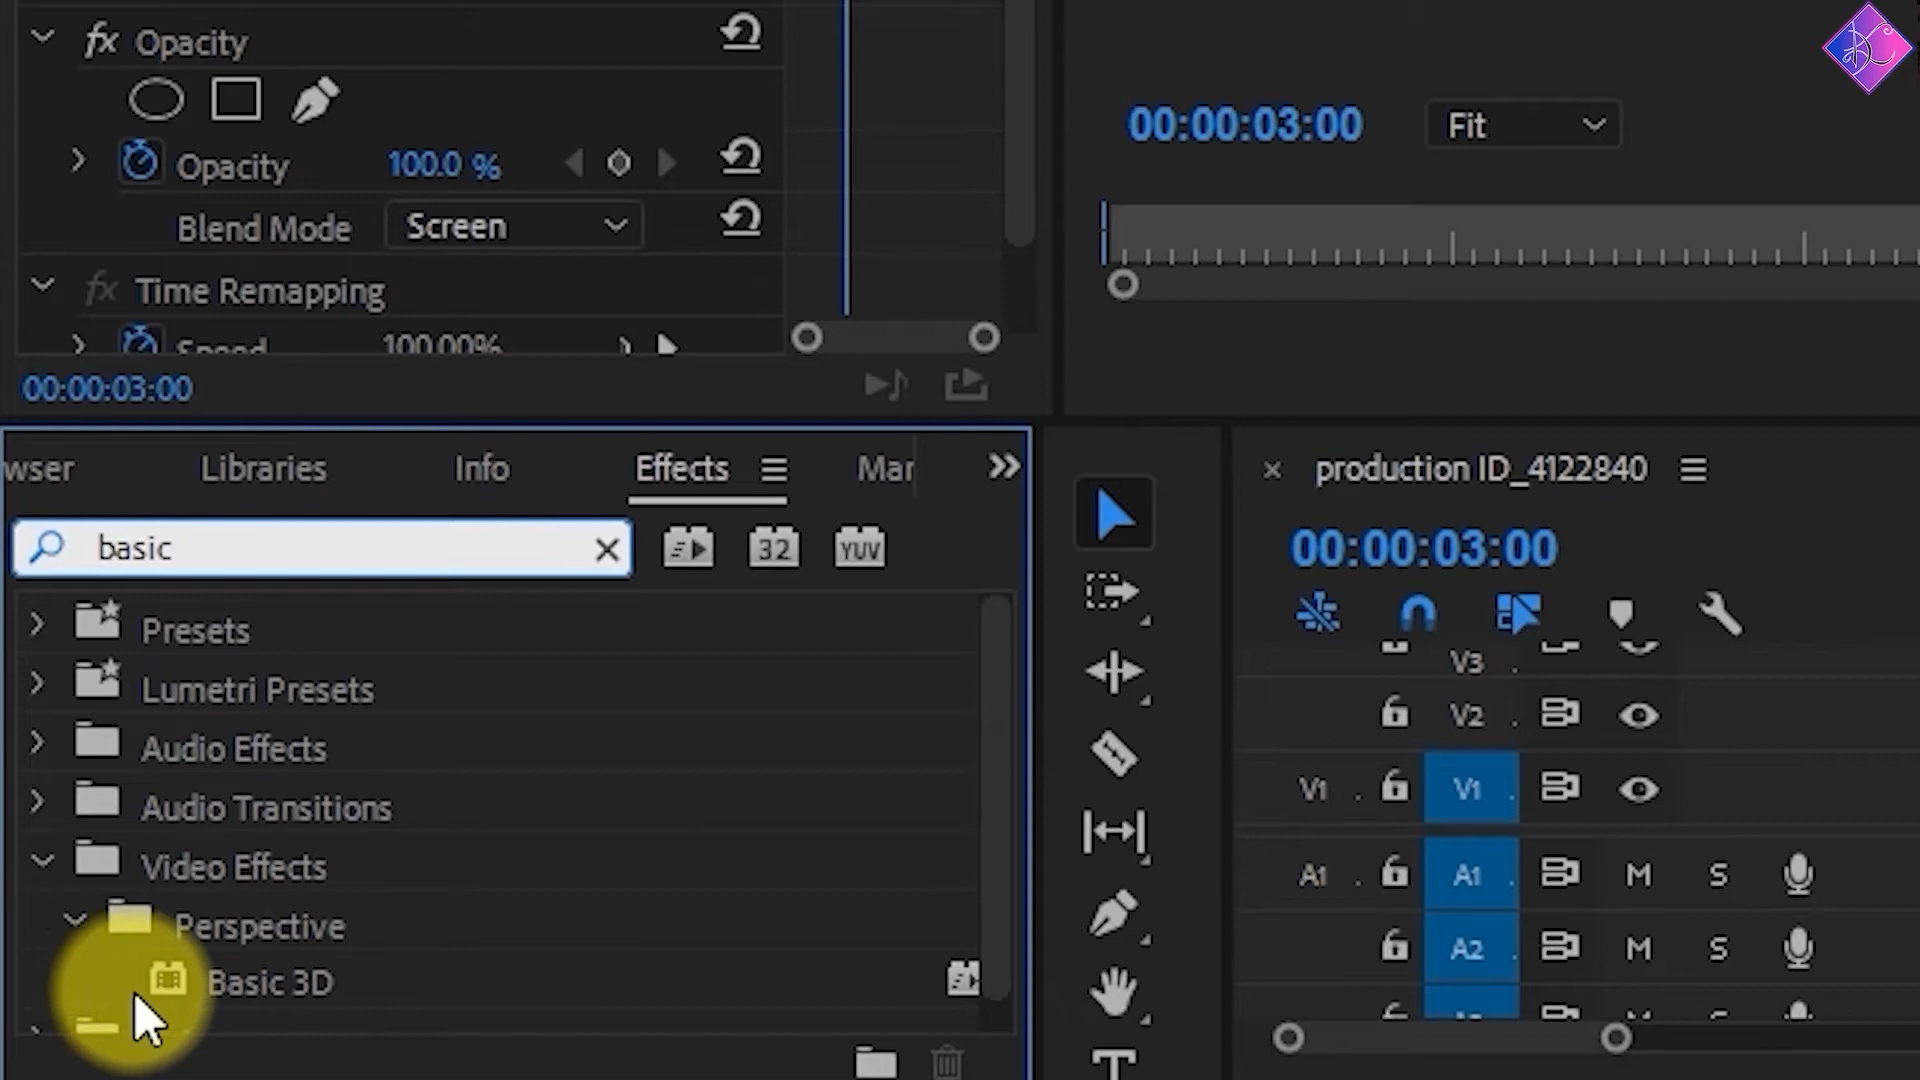 fx Opacity
Opacity 100.0 %
Blend Mode Screen
fx Time Remapping
Speed 100.00%
00:00:03:00
00:00:03:00 Fit
wser Libraries Info Effects Mar
basic
32 YUV
Presets
Lumetri Presets
Audio Effects
Audio Transitions
Video Effects
Perspective
Basic 3D
production ID_4122840
00:00:03:00
V3
V2
V1 V1
A1 A1 M S
A2 M S